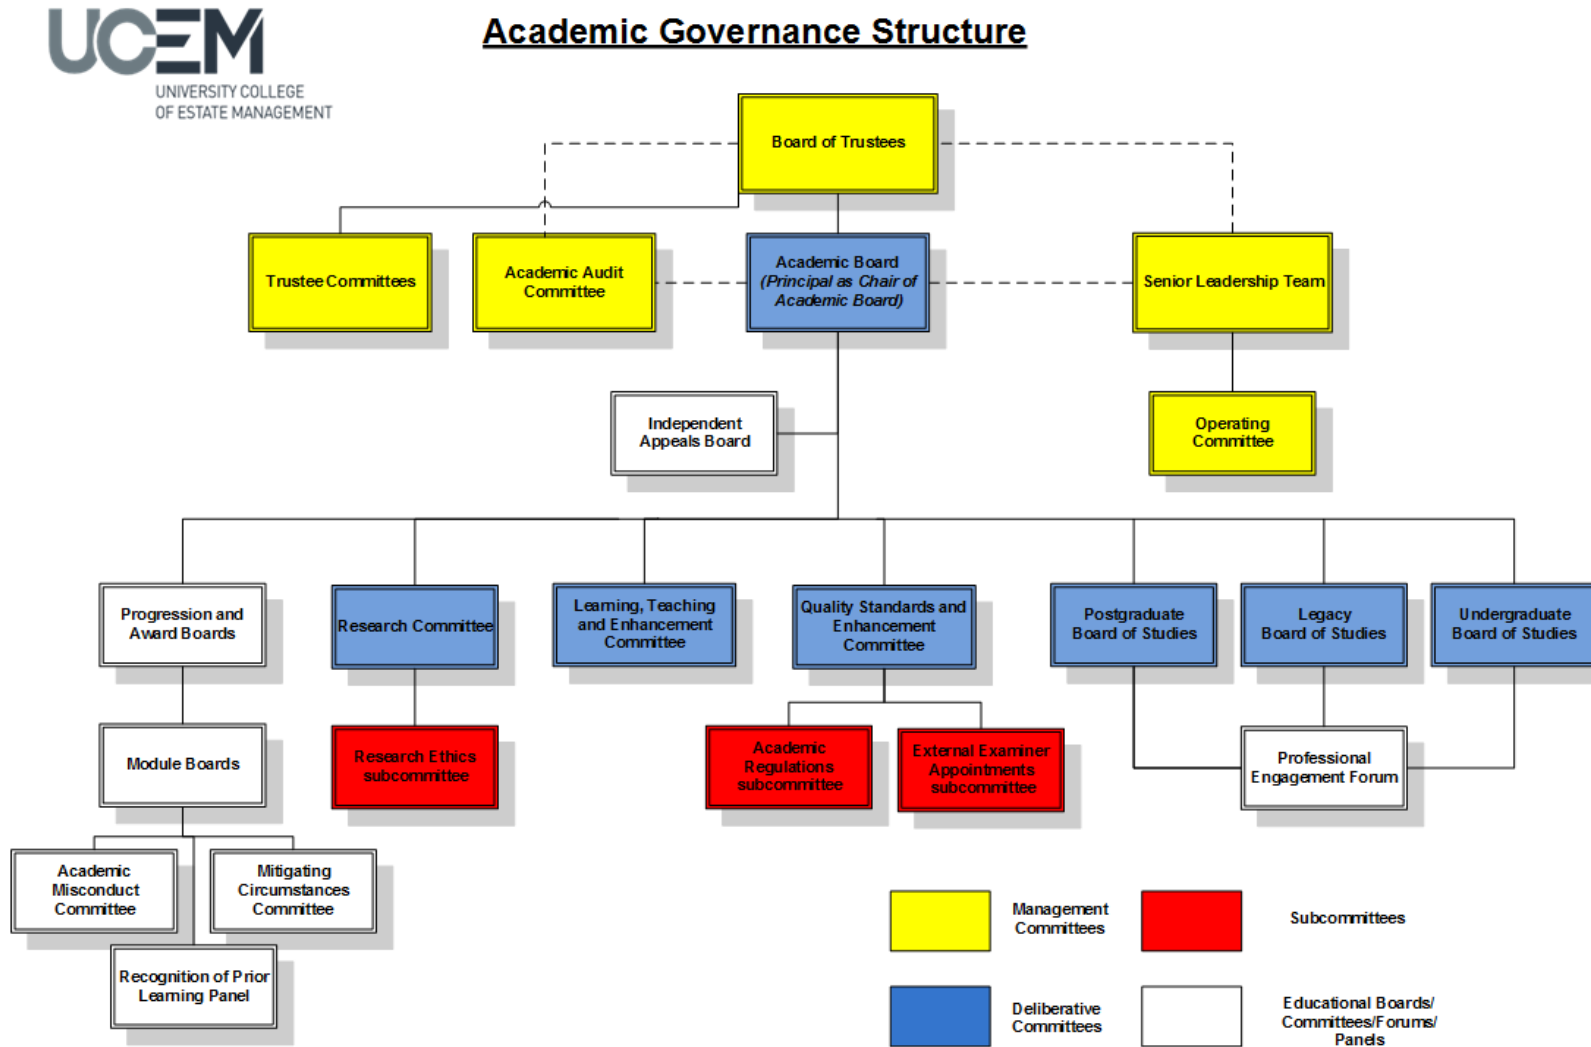 UCEM
UNIVERSITY COLLEGE
OF ESTATE MANAGEMENT
Academic Governance Structure
Board of Trustees
Trustee Committees
Academic Audit
Committee
Academic Board
(Principal as Chair of
Academic Board)
Senior Leadership Team
Independent
Appeals Board
Operating
Committee
Progression and
Award Boards
Research Committee
Learning, Teaching
and Enhancement
Committee
Quality Standards and
Enhancement
Committee
Postgraduate
Board of Studies
Legacy
Board of Studies
Undergraduate
Board of Studies
Module Boards
Research Ethics
subcommittee
Academic
Regulations
subcommittee
External Examiner
Appointments
subcommittee
Professional
Engagement Forum
Academic
Misconduct
Committee
Mitigating
Circumstances
Committee
Recognition of Prior
Learning Panel
Management
Committees
Subcommittees
Deliberative
Committees
Educational Boards/
Committees/Forums/
Panels